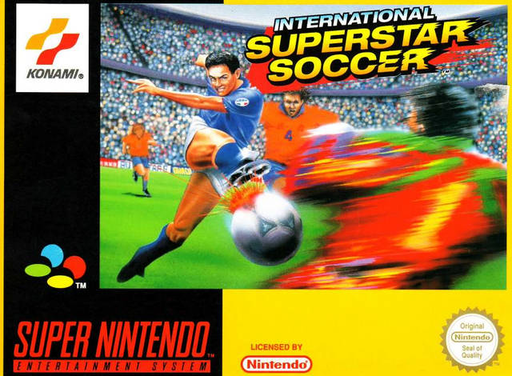 KONAMI®
INTERNATIONAL
SUPERSTAR
SOCCER
4
TM
SUPER NINTENDO
ENTERTAINMENT SYSTEM
LICENSED BY
Nintendo
Original
Nintendo
Seal of
Quality